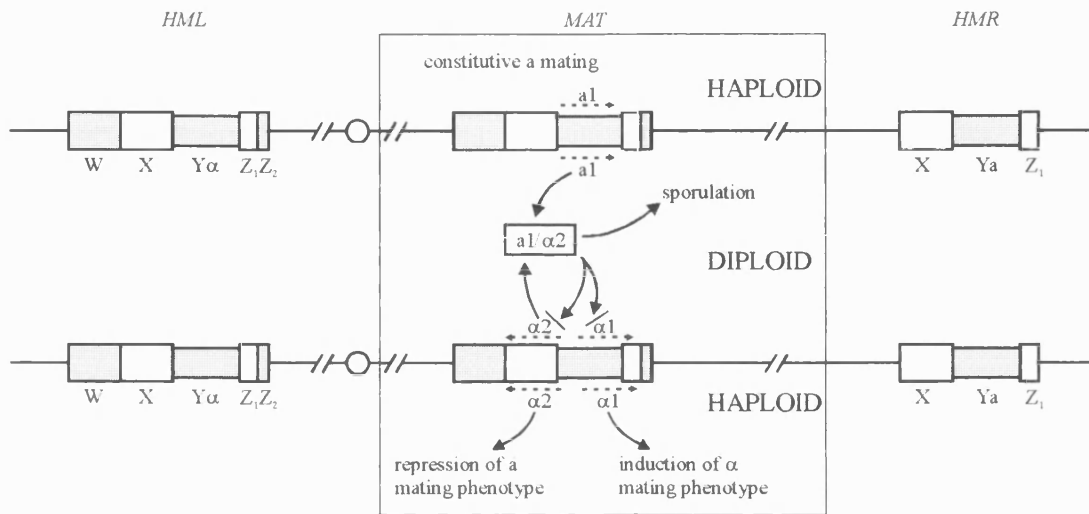 HML MAT HMR
constitutive a mating
a1 HAPLOID
W X Yα Z₁Z₂ a1 X Ya Z₁
sporulation
a1/α2
DIPLOID
α2 α1
W X Yα Z₁Z₂ α2 α1 HAPLOID X Ya Z₁
repression of a induction of α
mating phenotype mating phenotype